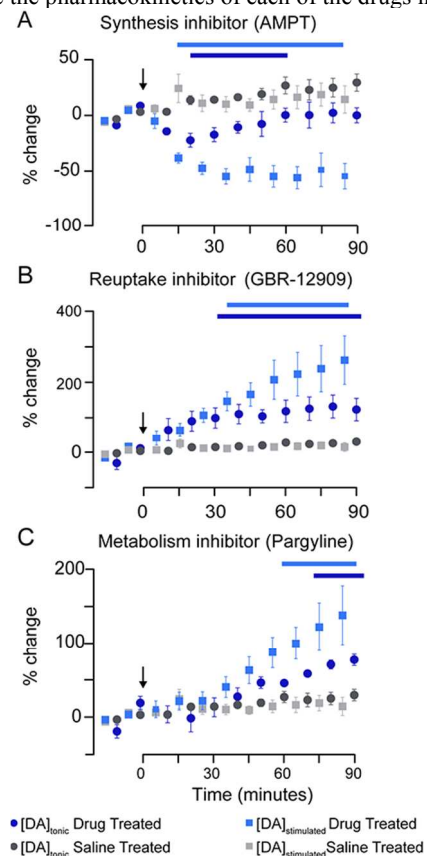 the pharmacokinetics of each of the drugs
A
Synthesis inhibitor (AMPT)
50
0
-50
-100
% change
0 30 60 90
B
Reuptake inhibitor (GBR-12909)
400
200
0
% change
0 30 60 90
C
Metabolism inhibitor (Pargyline)
200
100
0
% change
0 30 60 90
Time (minutes)
[DA]tonic Drug Treated [DA]stimulated Drug Treated
[DA]tonic Saline Treated [DA]stimulated Saline Treated